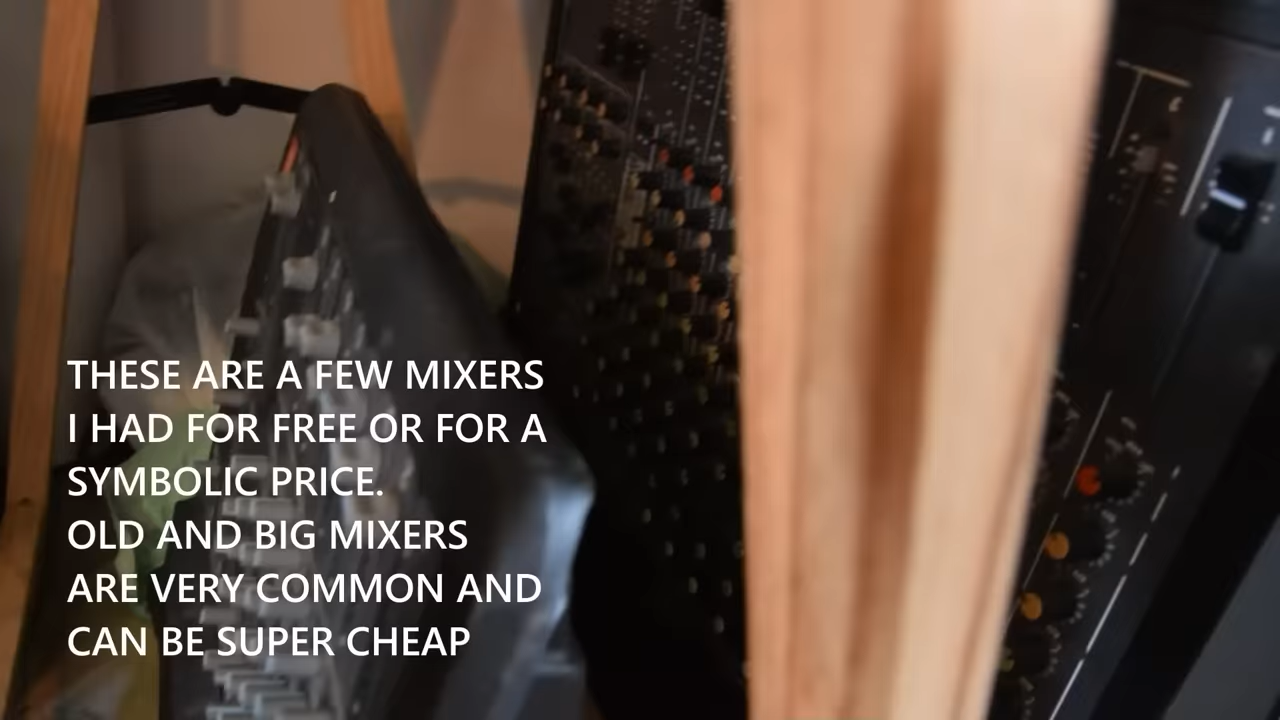 THESE ARE A FEW MIXERS
I HAD FOR FREE OR FOR A
SYMBOLIC PRICE.
OLD AND BIG MIXERS
ARE VERY COMMON AND
CAN BE SUPER CHEAP